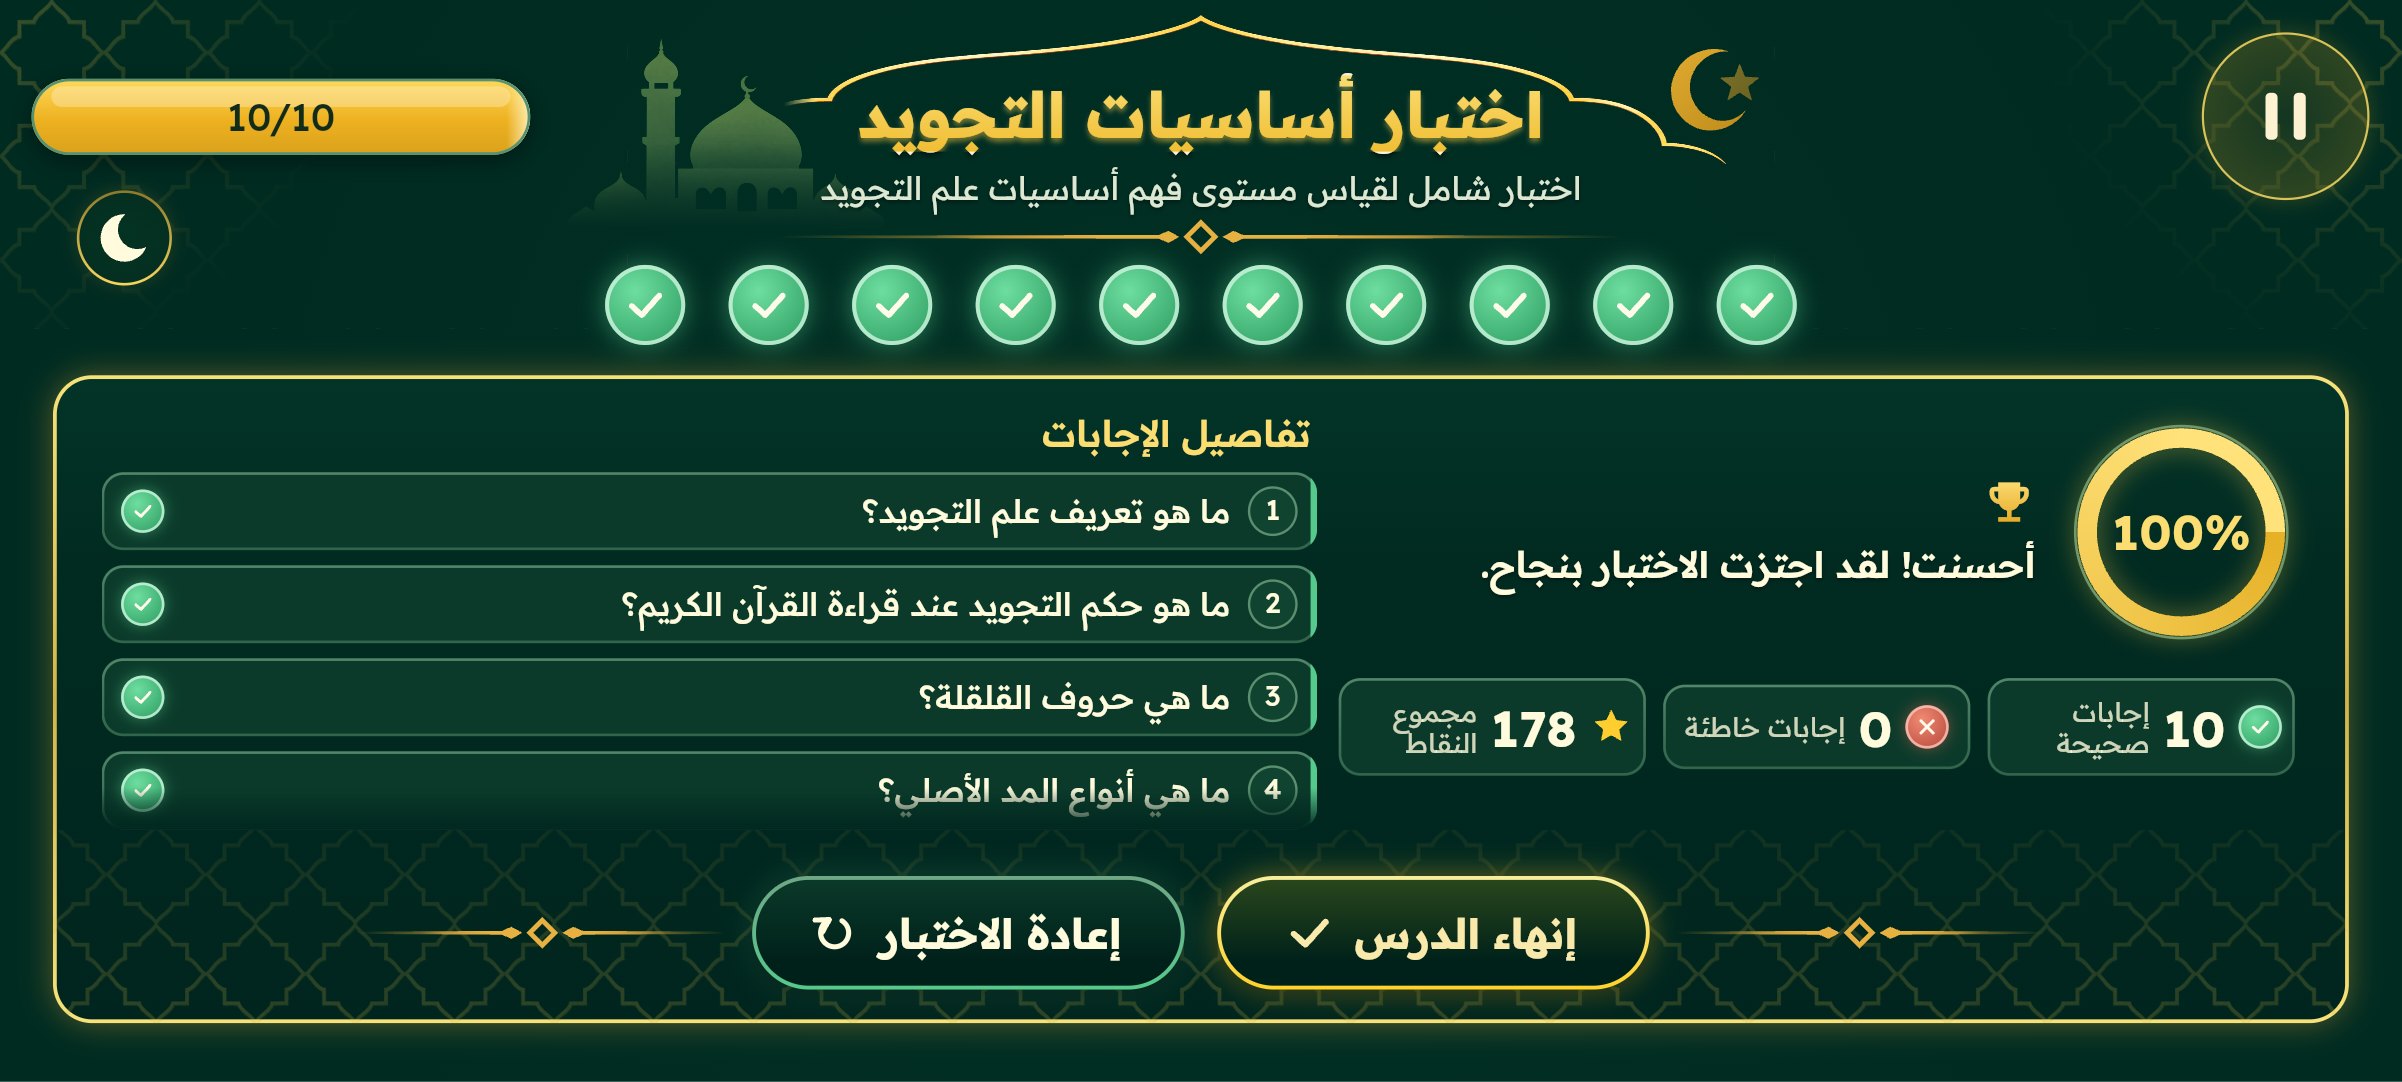 10/10
اختبار أساسيات التجويد
اختبار شامل لقياس مستوى فهم أساسيات علم التجويد
100%
أحسنت! لقد اجتزت الاختبار بنجاح.
10 إجابات صحيحة
0 إجابات خاطئة
178 مجموع النقاط
تفاصيل الإجابات
1 ما هو تعريف علم التجويد؟
2 ما هو حكم التجويد عند قراءة القرآن الكريم؟
3 ما هي حروف القلقلة؟
4 ما هي أنواع المد الأصلي؟
إنهاء الدرس
إعادة الاختبار